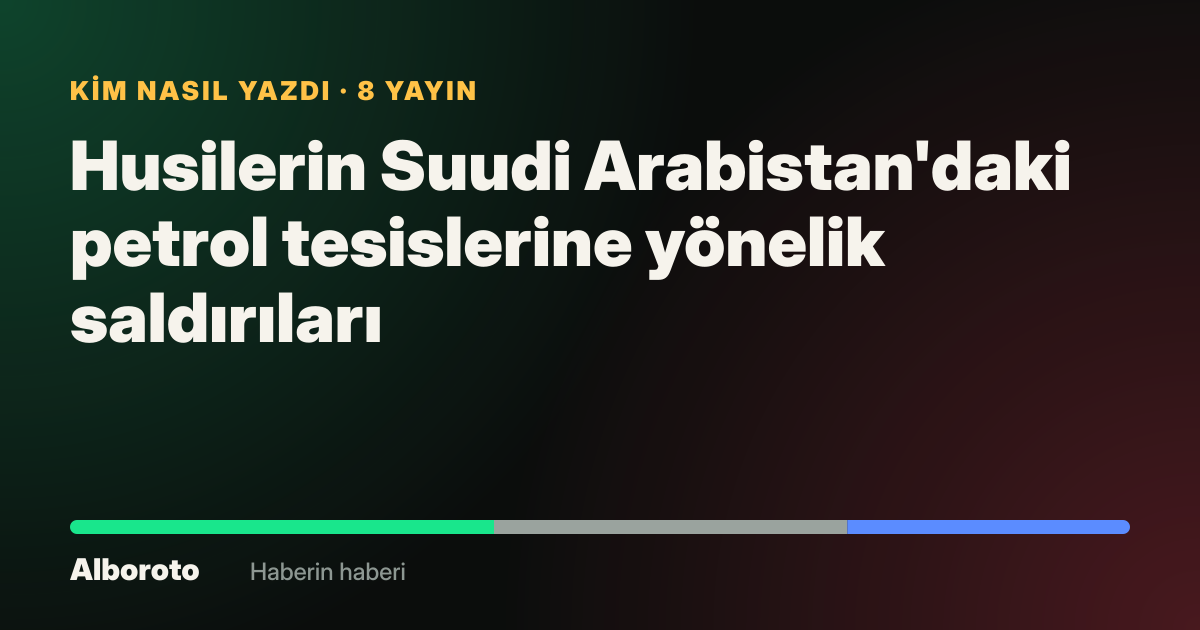 KİM NASIL YAZDI · 8 YAYIN
Husilerin Suudi Arabistan'daki
petrol tesislerine yönelik
saldırıları
Alboroto
Haberin haberi